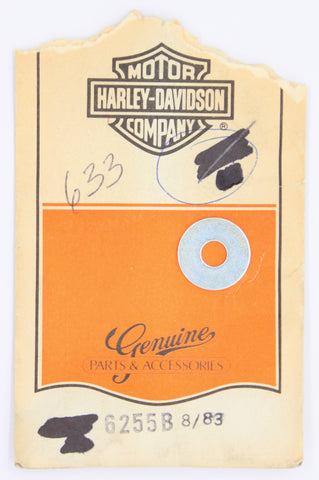 MOTOR
HARLEY-DAVIDSON
COMPANY ®
633
Genuine
PARTS & ACCESSORIES
6255B 8/83